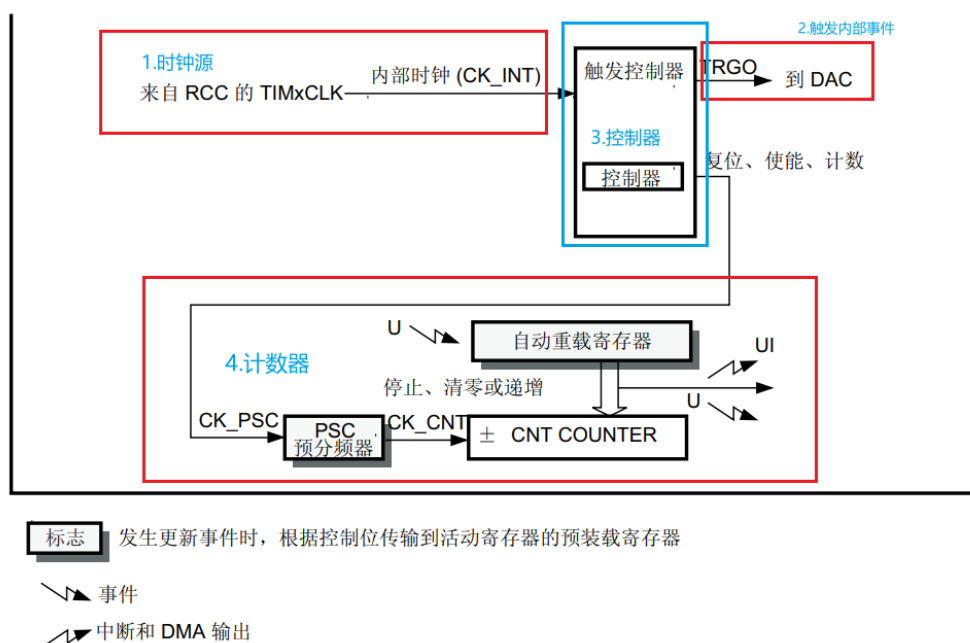 2.触发内部事件
1.时钟源
来自 RCC 的 TIMxCLK
内部时钟 (CK_INT)
触发控制器
TRGO
到 DAC
3.控制器
控制器
复位、使能、计数
4.计数器
U
自动重载寄存器
UI
停止、清零或递增
U
CK_PSC
PSC
预分频器
CK_CNT
± CNT COUNTER
标志
发生更新事件时，根据控制位传输到活动寄存器的预装载寄存器
事件
中断和 DMA 输出